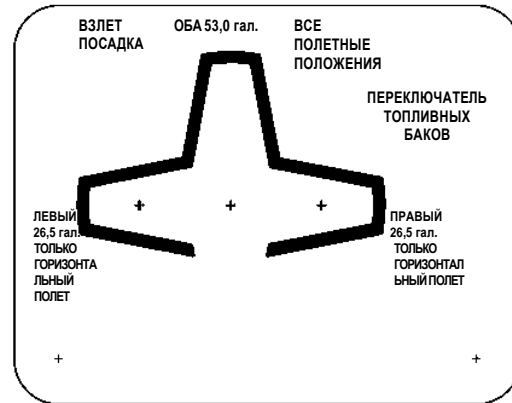 ВЗЛЕТ
ПОСАДКА
ОБА 53,0 гал.
ВСЕ
ПОЛЕТНЫЕ
ПОЛОЖЕНИЯ
ПЕРЕКЛЮЧАТЕЛЬ
ТОПЛИВНЫХ
БАКОВ
ЛЕВЫЙ
26,5 гал.
ТОЛЬКО
ГОРИЗОНТА
ЛЬНЫЙ
ПОЛЕТ
ПРАВЫЙ
26,5 гал.
ТОЛЬКО
ГОРИЗОНТАЛ
ЬНЫЙ ПОЛЕТ